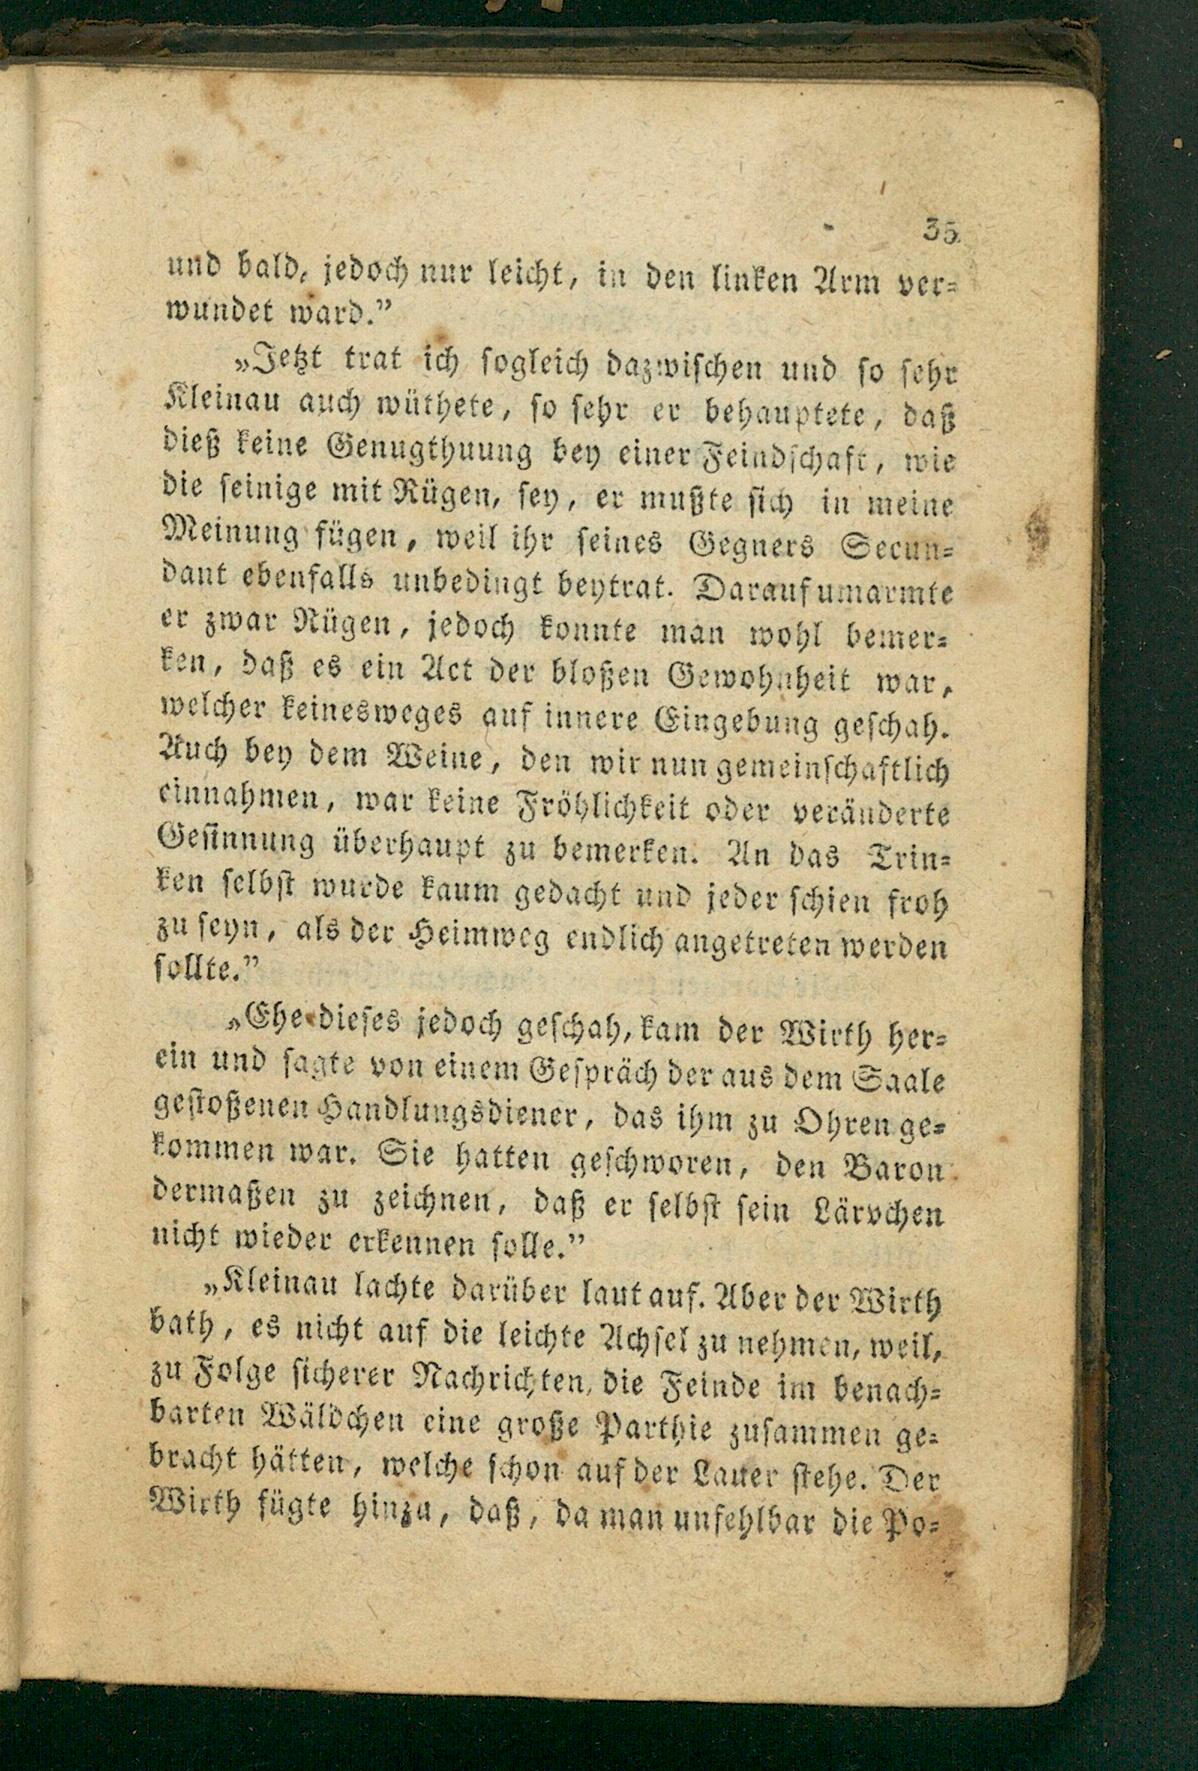 35
und bald, jedoch nur leicht, in den linken Arm ver-
wundet ward.”
„Jetzt trat ich sogleich dazwischen und so sehr
Kleinau auch wüthete, so sehr er behauptete, daß
dieß keine Genugthuung bey einer Feindschaft, wie
die seinige mit Rügen, sey, er mußte sich in meine
Meinung fügen, weil ihr seines Gegners Secun-
dant ebenfalls unbedingt beytrat. Darauf umarmte
er zwar Rügen, jedoch konnte man wohl bemer-
ken, daß es ein Act der bloßen Gewohnheit war,
welcher keinesweges auf innere Eingebung geschah.
Auch bey dem Weine, den wir nun gemeinschaftlich
einnahmen, war keine Fröhlichkeit oder veränderte
Gesinnung überhaupt zu bemerken. An das Trin-
ken selbst wurde kaum gedacht und jeder schien froh
zu seyn, als der Heimweg endlich angetreten werden
sollte.”
„Ehe dieses jedoch geschah, kam der Wirth her-
ein und sagte von einem Gespräch der aus dem Saale
gestoßenen Handlungsdiener, das ihm zu Ohren ge-
kommen war. Sie hatten geschworen, den Baron
dermaßen zu zeichnen, daß er selbst sein Lärvchen
nicht wieder erkennen solle.”
„Kleinau lachte darüber laut auf. Aber der Wirth
bath, es nicht auf die leichte Achsel zu nehmen, weil,
zu Folge sicherer Nachrichten, die Feinde im benach-
barten Wäldchen eine große Parthie zusammen ge-
bracht hätten, welche schon auf der Lauer stehe. Der
Wirth fügte hinzu, daß, da man unfehlbar die Po-